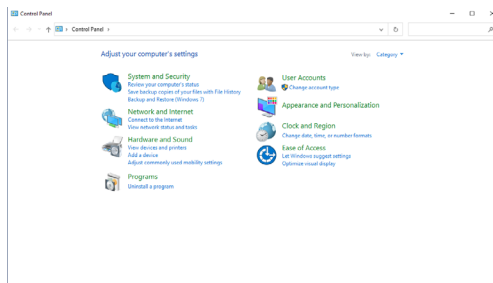 Control Panel
Control Panel
Adjust your computer's settings
View by: Category
System and Security
Review your computer's status
Save backup copies of your files with File History
Backup and Restore (Windows 7)
Network and Internet
Connect to the Internet
View network status and tasks
Hardware and Sound
View devices and printers
Add a device
Adjust commonly used mobility settings
Programs
Uninstall a program
User Accounts
Change account type
Appearance and Personalization
Clock and Region
Change date, time, or number formats
Ease of Access
Let Windows suggest settings
Optimize visual display